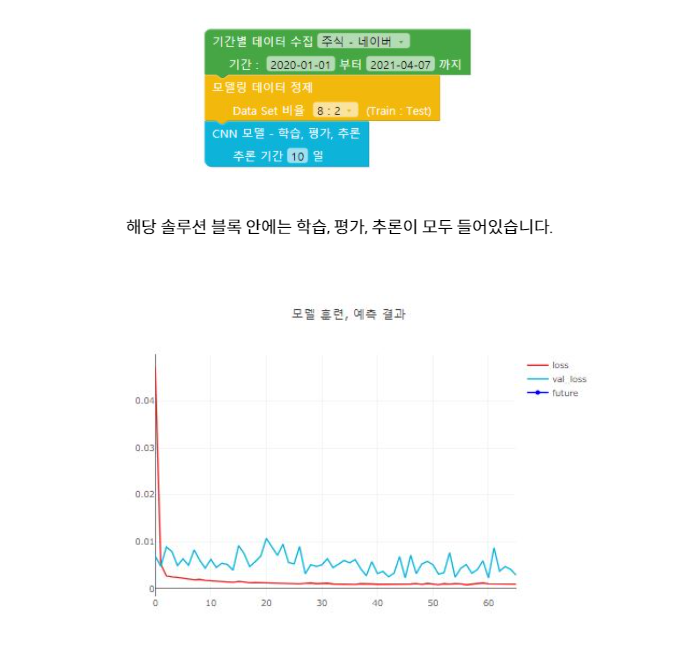 기간별 데이터 수집 주식 - 네이버
기간 : 2020-01-01 부터 2021-04-07 까지
모델링 데이터 정제
Data Set 비율 8 : 2 (Train : Test)
CNN 모델 - 학습, 평가, 추론
추론 기간 10 일
해당 솔루션 블록 안에는 학습, 평가, 추론이 모두 들어있습니다.
모델 훈련, 예측 결과
loss
val_loss
future
0.04
0.03
0.02
0.01
0
0 10 20 30 40 50 60